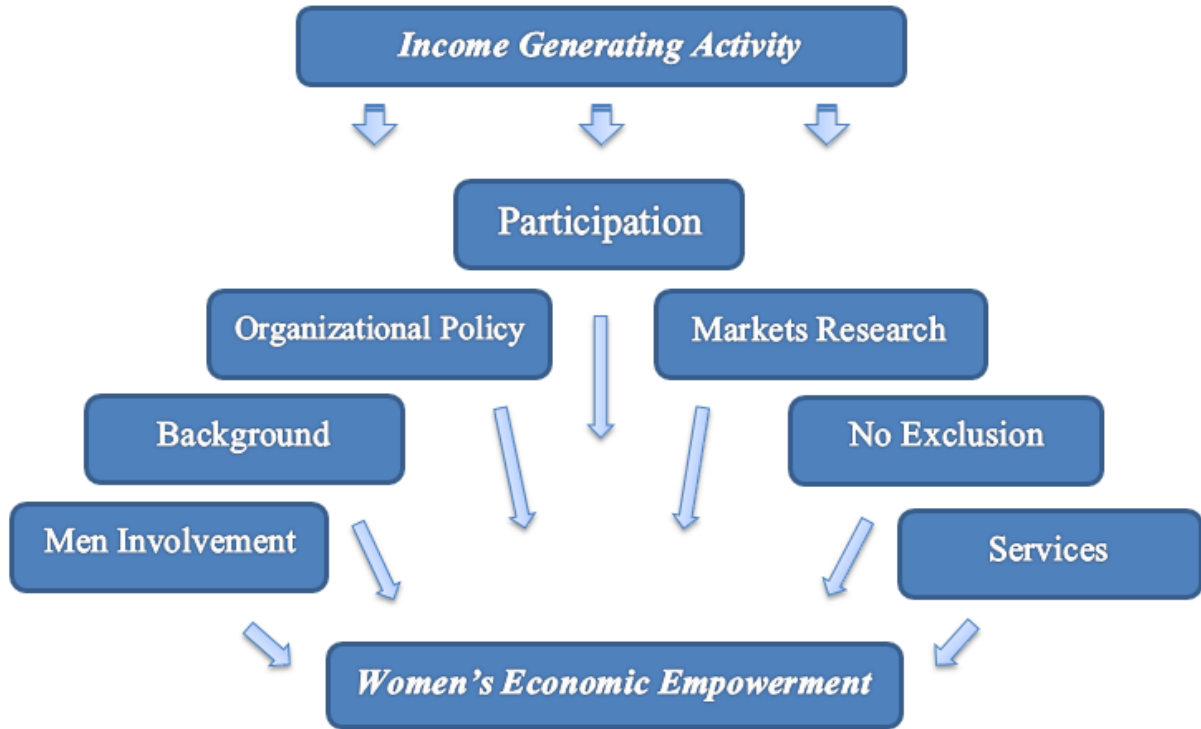 Income Generating Activity
Participation
Organizational Policy
Markets Research
Background
No Exclusion
Men Involvement
Services
Women's Economic Empowerment